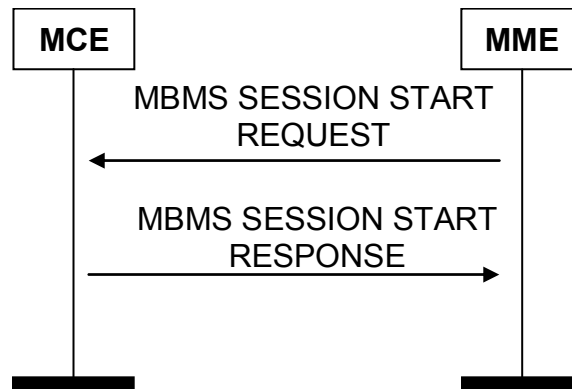 MCE
MME
MBMS SESSION START
REQUEST
MBMS SESSION START
RESPONSE